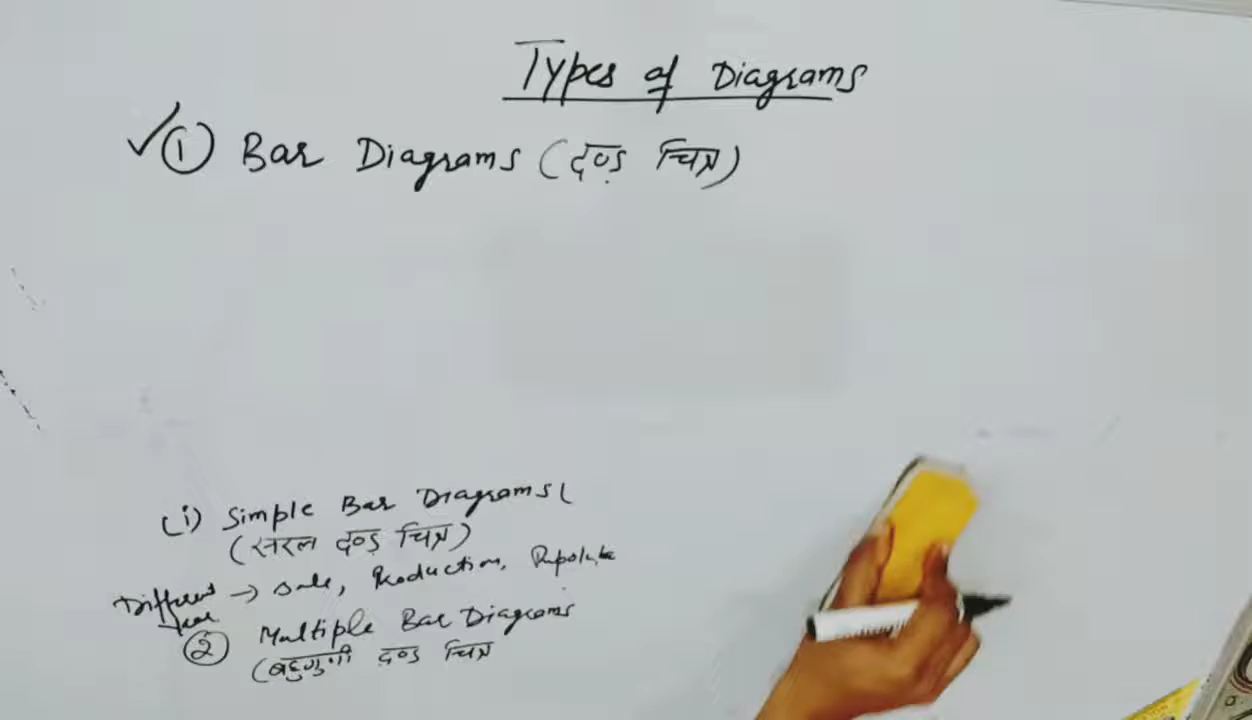 Types of Diagrams
① Bar Diagrams (दण्ड चित्र)
(i) Simple Bar Diagrams (
(सरल दण्ड चित्र)
Different → Sale, Production,
Year
② Multiple Bar Diagrams
(बहुगुणी दण्ड चित्र